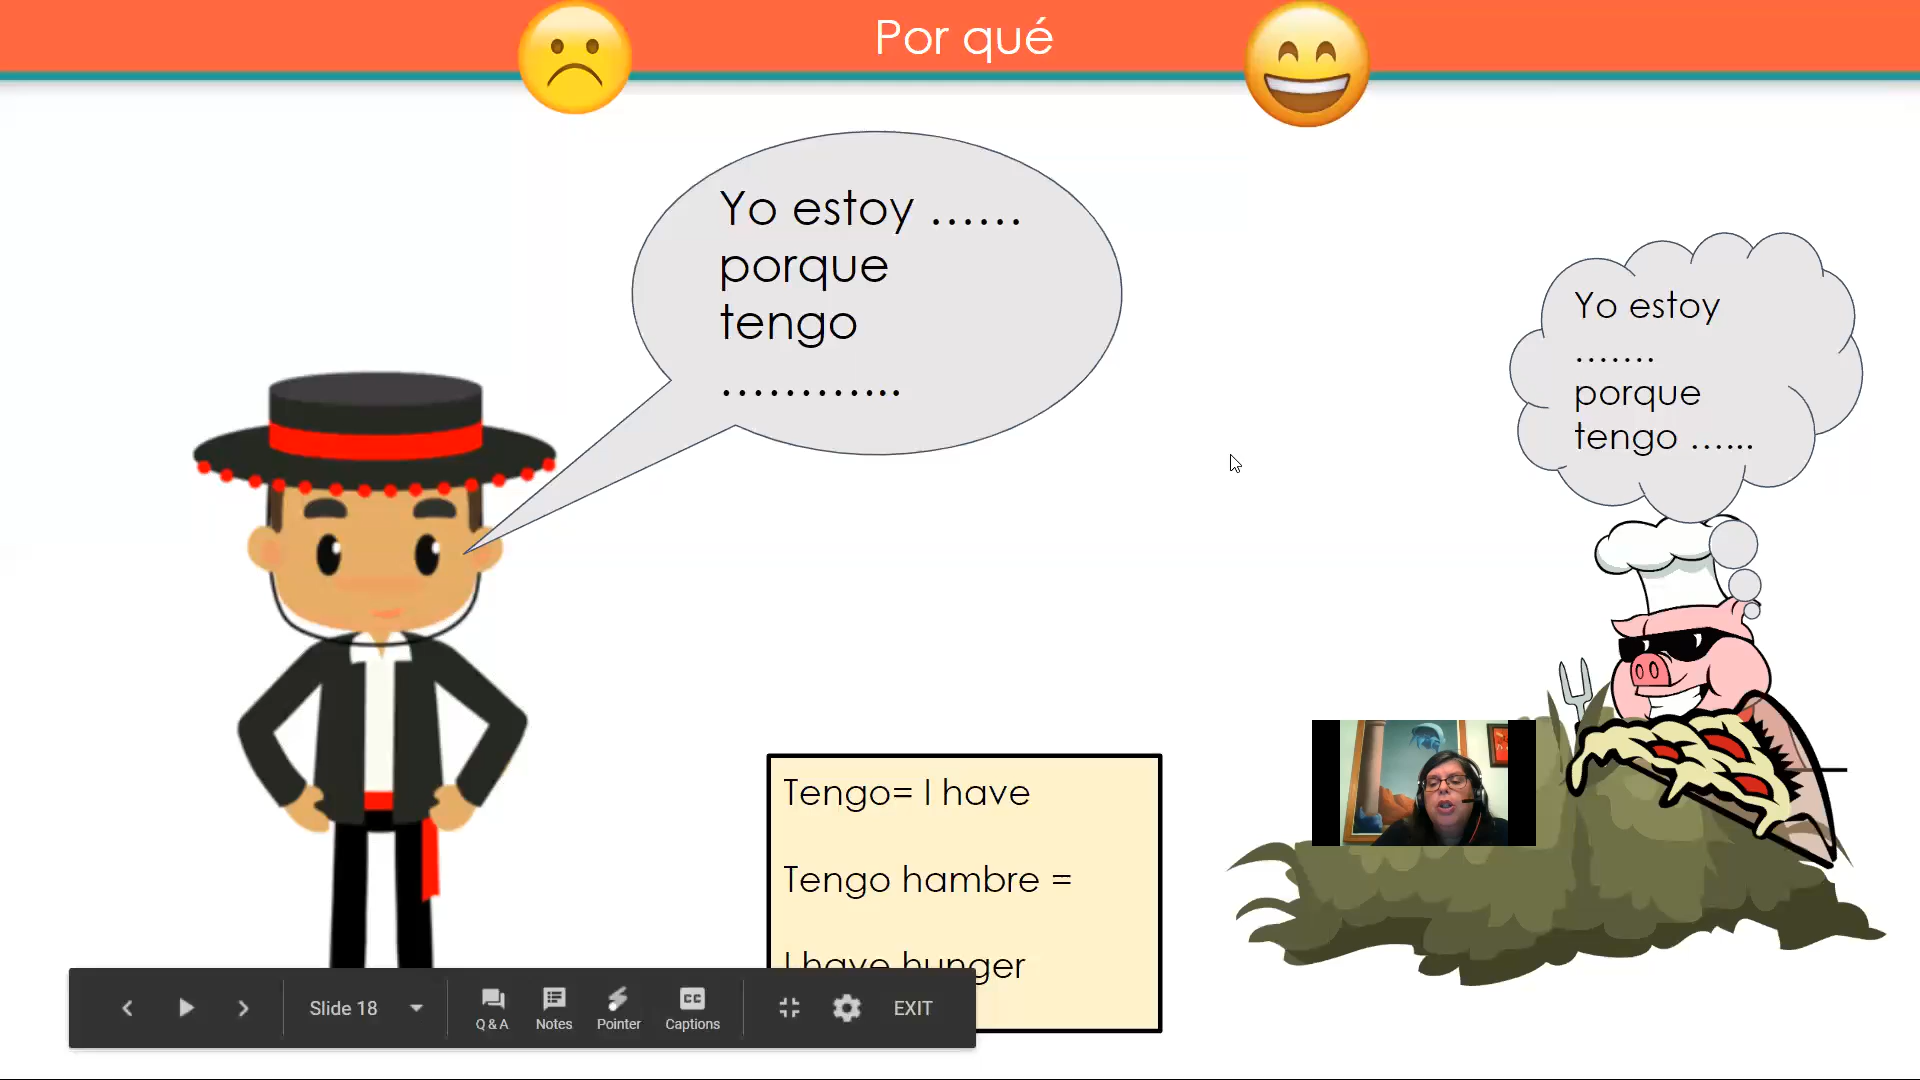 Por qué
Yo estoy ......
porque
tengo
............
Yo estoy
.......
porque
tengo ......
Tengo= I have
Tengo hambre =
I have hunger
Slide 18
Q & A
Notes
Pointer
CC
Captions
EXIT